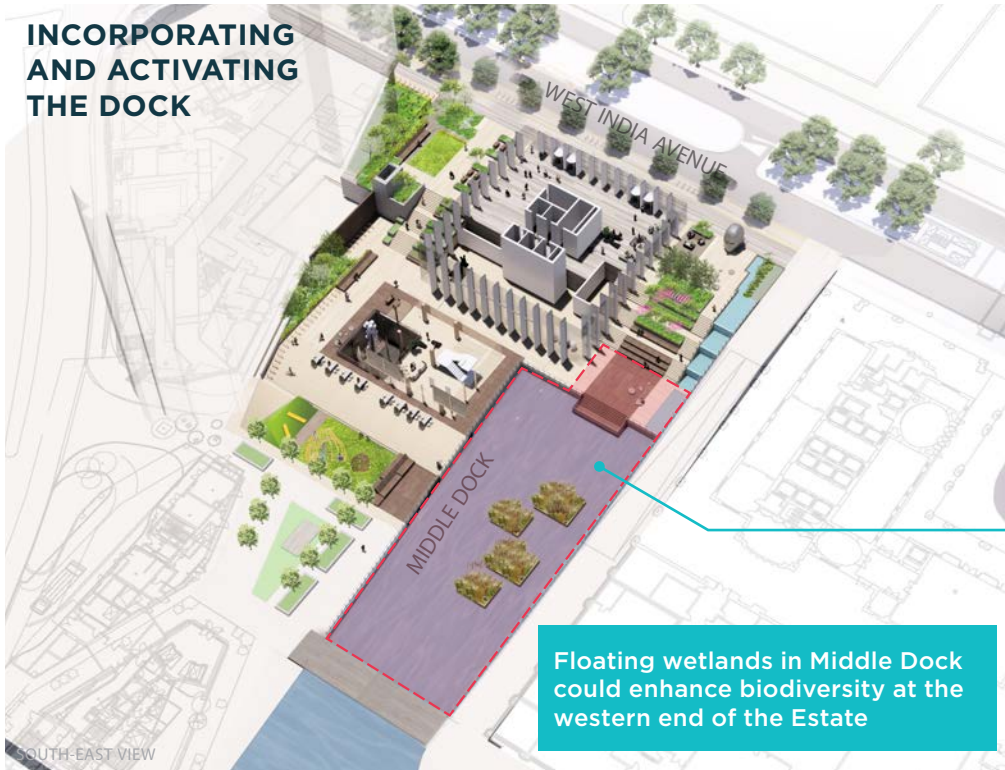 INCORPORATING
AND ACTIVATING
THE DOCK
WEST INDIA AVENUE
MIDDLE DOCK
Floating wetlands in Middle Dock
could enhance biodiversity at the
western end of the Estate
SOUTH-EAST VIEW